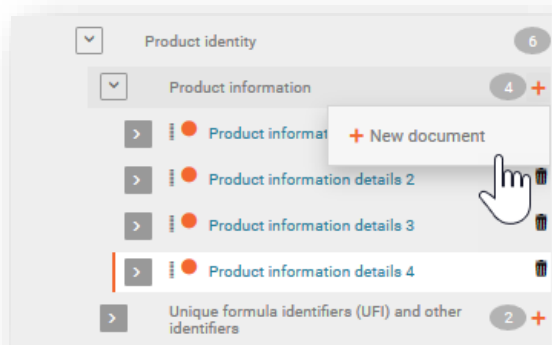 Product identity 6
Product information 4 +
Product informat
+ New document
Product information details 2
Product information details 3
Product information details 4
Unique formula identifiers (UFI) and other 2 +
identifiers